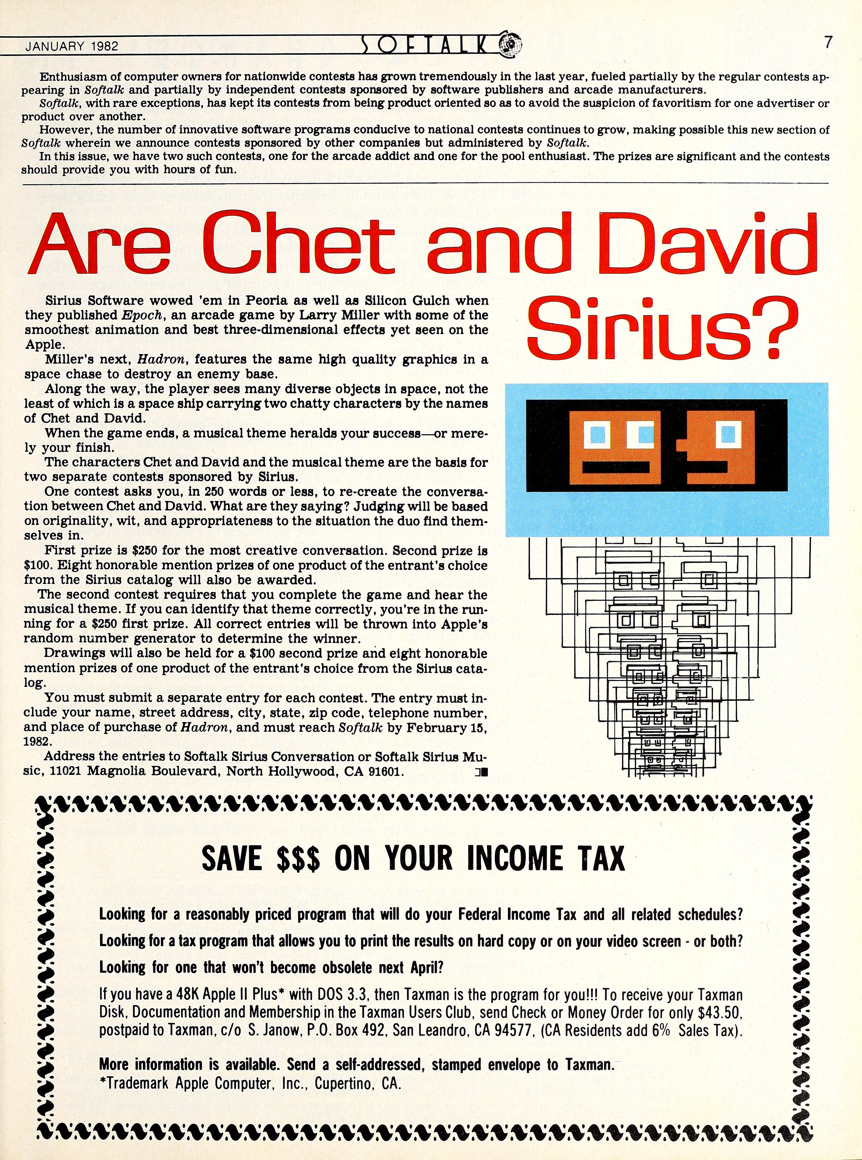 JANUARY 1982
SOFTALK
7
Enthusiasm of computer owners for nationwide contests has grown tremendously in the last year, fueled partially by the regular contests ap-
pearing in Softalk and partially by independent contests sponsored by software publishers and arcade manufacturers.
Softalk, with rare exceptions, has kept its contests from being product oriented so as to avoid the suspicion of favoritism for one advertiser or
product over another.
However, the number of innovative software programs conducive to national contests continues to grow, making possible this new section of
Softalk wherein we announce contests sponsored by other companies but administered by Softalk.
In this issue, we have two such contests, one for the arcade addict and one for the pool enthusiast. The prizes are significant and the contests
should provide you with hours of fun.
Are Chet and David
Sirius?
Sirius Software wowed 'em in Peoria as well as Silicon Gulch when
they published Epoch, an arcade game by Larry Miller with some of the
smoothest animation and best three-dimensional effects yet seen on the
Apple.
Miller's next, Hadron, features the same high quality graphics in a
space chase to destroy an enemy base.
Along the way, the player sees many diverse objects in space, not the
least of which is a space ship carrying two chatty characters by the names
of Chet and David.
When the game ends, a musical theme heralds your success—or mere-
ly your finish.
The characters Chet and David and the musical theme are the basis for
two separate contests sponsored by Sirius.
One contest asks you, in 250 words or less, to re-create the conversa-
tion between Chet and David. What are they saying? Judging will be based
on originality, wit, and appropriateness to the situation the duo find them-
selves in.
First prize is $250 for the most creative conversation. Second prize is
$100. Eight honorable mention prizes of one product of the entrant's choice
from the Sirius catalog will also be awarded.
The second contest requires that you complete the game and hear the
musical theme. If you can identify that theme correctly, you're in the run-
ning for a $250 first prize. All correct entries will be thrown into Apple's
random number generator to determine the winner.
Drawings will also be held for a $100 second prize and eight honorable
mention prizes of one product of the entrant's choice from the Sirius cata-
log.
You must submit a separate entry for each contest. The entry must in-
clude your name, street address, city, state, zip code, telephone number,
and place of purchase of Hadron, and must reach Softalk by February 15,
1982.
Address the entries to Softalk Sirius Conversation or Softalk Sirius Mu-
sic, 11021 Magnolia Boulevard, North Hollywood, CA 91601.
SAVE $$$ ON YOUR INCOME TAX
Looking for a reasonably priced program that will do your Federal Income Tax and all related schedules?
Looking for a tax program that allows you to print the results on hard copy or on your video screen - or both?
Looking for one that won't become obsolete next April?
If you have a 48K Apple II Plus* with DOS 3.3, then Taxman is the program for you!!! To receive your Taxman
Disk, Documentation and Membership in the Taxman Users Club, send Check or Money Order for only $43.50,
postpaid to Taxman, c/o S. Janow, P.O. Box 492, San Leandro, CA 94577, (CA Residents add 6% Sales Tax).
More information is available. Send a self-addressed, stamped envelope to Taxman.
*Trademark Apple Computer, Inc., Cupertino, CA.